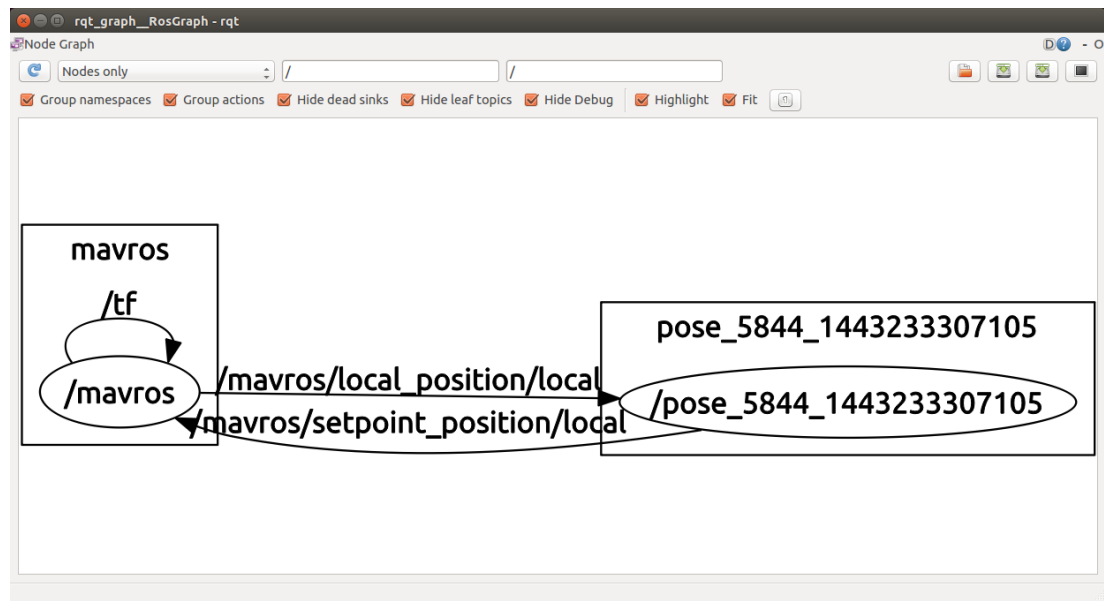 rqt_graph__RosGraph - rqt
Node Graph D ? - O
Nodes only / /
Group namespaces Group actions Hide dead sinks Hide leaf topics Hide Debug Highlight Fit
mavros
/tf
/mavros
/mavros/local_position/local
/mavros/setpoint_position/local
pose_5844_1443233307105
/pose_5844_1443233307105